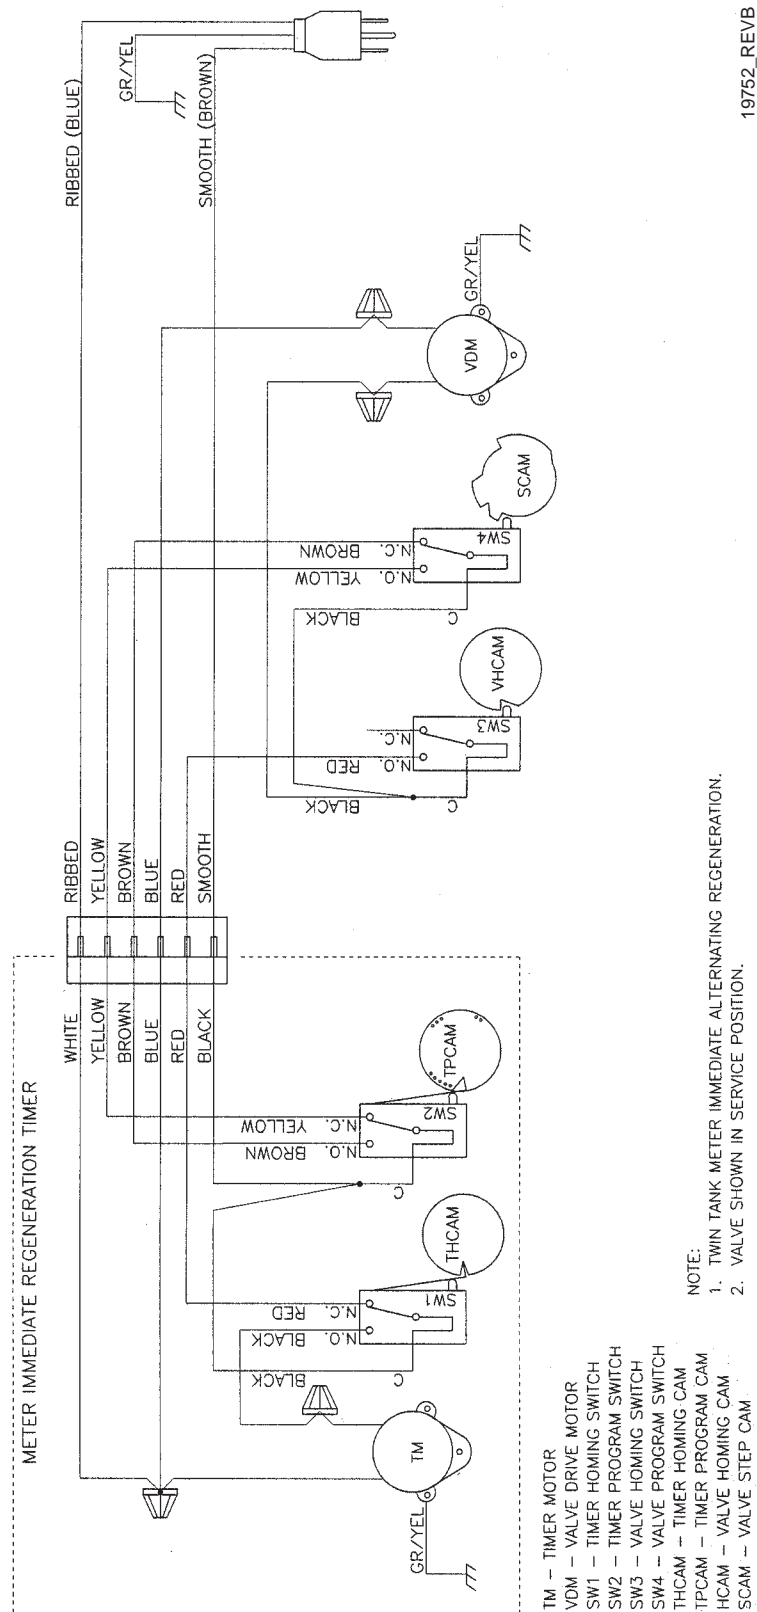 METER IMMEDIATE REGENERATION TIMER
WHITE
YELLOW
BROWN
BLUE
RED
BLACK
RIBBED
YELLOW
BROWN
BLUE
RED
SMOOTH
RIBBED (BLUE)
GR/YEL
SMOOTH (BROWN)
GR/YEL
TM
BLACK
BLACK
RED
C
N.O.
N.C.
SW1
THCAM
BROWN
YELLOW
C
N.O.
N.C.
SW2
TPCAM
BLACK
RED
C
N.O.
N.C.
SW3
VHCAM
BLACK
YELLOW
BROWN
C
N.O.
N.C.
SW4
SCAM
VDM
GR/YEL
TM – TIMER MOTOR
VDM – VALVE DRIVE MOTOR
SW1 – TIMER HOMING SWITCH
SW2 – TIMER PROGRAM SWITCH
SW3 – VALVE HOMING SWITCH
SW4 – VALVE PROGRAM SWITCH
THCAM – TIMER HOMING CAM
TPCAM – TIMER PROGRAM CAM
HCAM – VALVE HOMING CAM
SCAM – VALVE STEP CAM
NOTE:
1. TWIN TANK METER IMMEDIATE ALTERNATING REGENERATION.
2. VALVE SHOWN IN SERVICE POSITION.
19752_REVB